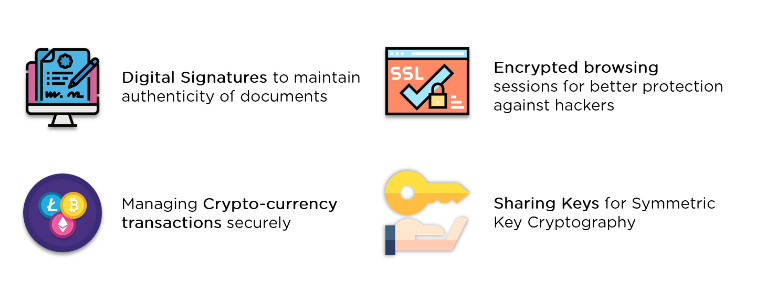 Digital Signatures to maintain
authenticity of documents
SSL
Encrypted browsing
sessions for better protection
against hackers
Managing Crypto-currency
transactions securely
Sharing Keys for Symmetric
Key Cryptography